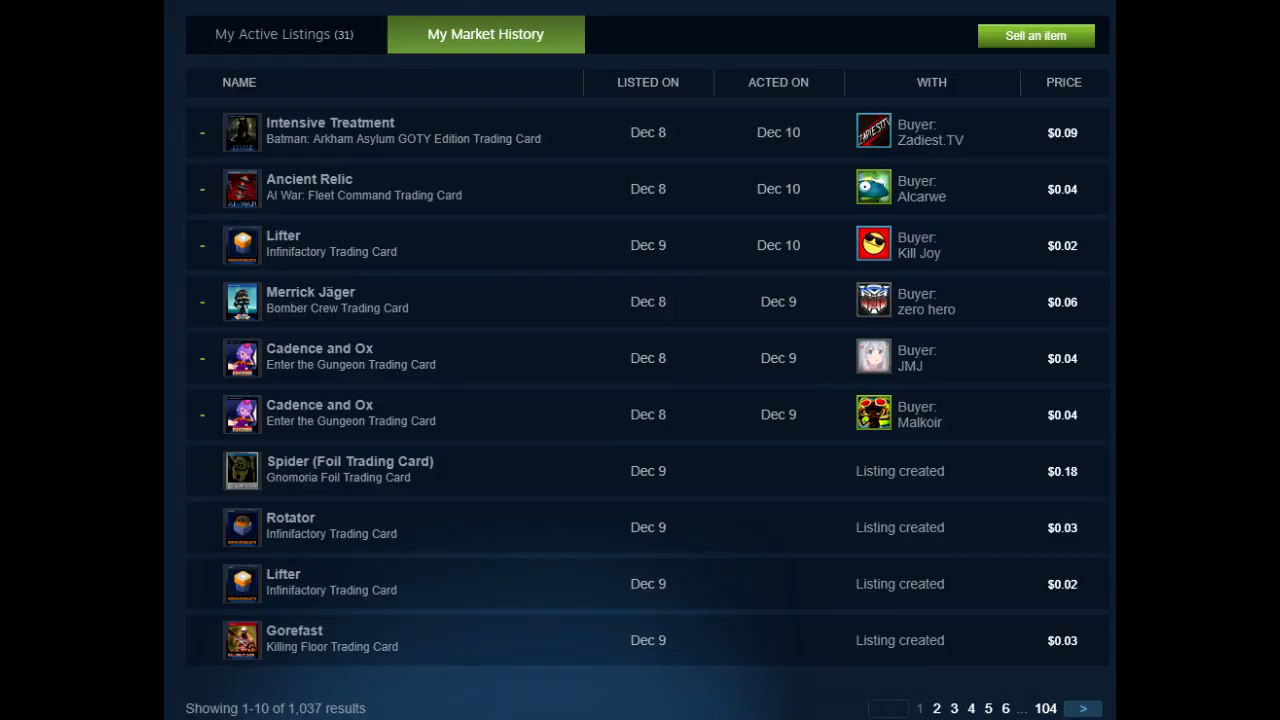 My Active Listings (31) My Market History Sell an item
NAME LISTED ON ACTED ON WITH PRICE
Intensive Treatment
Batman: Arkham Asylum GOTY Edition Trading Card
Dec 8 Dec 10
Buyer:
Zadiest.TV
$0.09
Ancient Relic
AI War: Fleet Command Trading Card
Dec 8 Dec 10
Buyer:
Alcarwe
$0.04
Lifter
Infinifactory Trading Card
Dec 9 Dec 10
Buyer:
Kill Joy
$0.02
Merrick Jäger
Bomber Crew Trading Card
Dec 8 Dec 9
Buyer:
zero hero
$0.06
Cadence and Ox
Enter the Gungeon Trading Card
Dec 8 Dec 9
Buyer:
JMJ
$0.04
Cadence and Ox
Enter the Gungeon Trading Card
Dec 8 Dec 9
Buyer:
Malkoir
$0.04
Spider (Foil Trading Card)
Gnomoria Foil Trading Card
Dec 9 Listing created $0.18
Rotator
Infinifactory Trading Card
Dec 9 Listing created $0.03
Lifter
Infinifactory Trading Card
Dec 9 Listing created $0.02
Gorefast
Killing Floor Trading Card
Dec 9 Listing created $0.03
Showing 1-10 of 1,037 results 1 2 3 4 5 6 ... 104 >